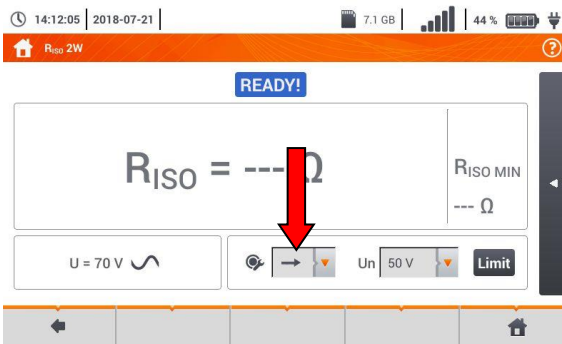 14:12:05 2018-07-21 7.1 GB 44 %
RISO 2W ?
READY!
RISO = --- Ω
RISO MIN
--- Ω
U = 70 V
Un 50 V Limit